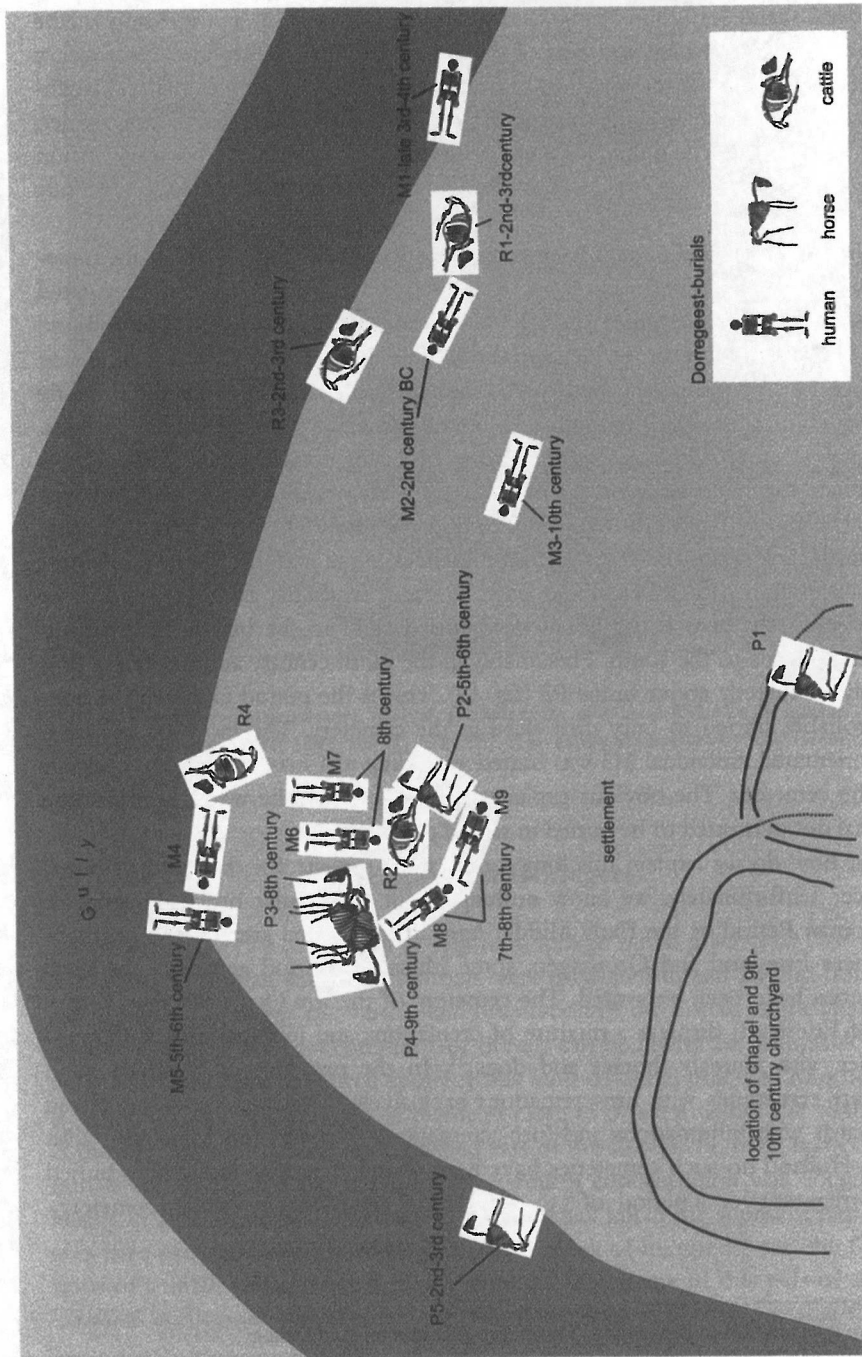 Gully
M5-5th-6th century
M4
R4
P3-8th century
M6
M7
8th century
R2
P2-5th-6th century
P4-9th century
M8
M9
7th-8th century
R3-2nd-3rd century
M1-late 3rd-4th century
R1-2nd-3rdcentury
M2-2nd century BC
M3-10th century
P5-2nd-3rd century
settlement
P1
location of chapel and 9th-
10th century churchyard
Dorregeest-burials
human
horse
cattle